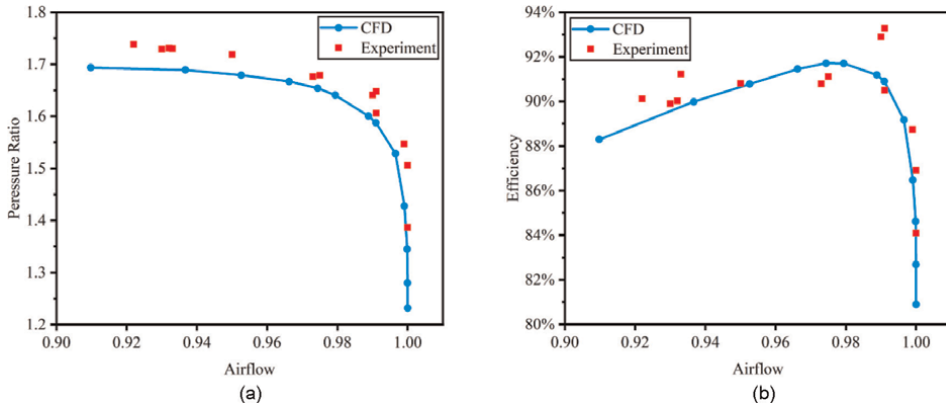 1.8
1.7
1.6
1.5
1.4
1.3
1.2
Peressure Ratio
CFD
Experiment
0.90
0.92
0.94
0.96
0.98
1.00
Airflow
(a)
94%
92%
90%
88%
86%
84%
82%
80%
Efficiency
CFD
Experiment
0.90
0.92
0.94
0.96
0.98
1.00
Airflow
(b)